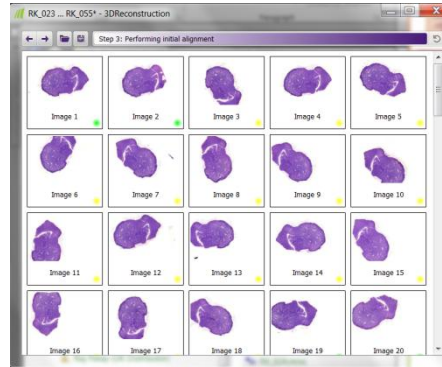 RK_023 ... RK_055* - 3DReconstruction
Step 3: Performing initial alignment
Image 1
Image 2
Image 3
Image 4
Image 5
Image 6
Image 7
Image 8
Image 9
Image 10
Image 11
Image 12
Image 13
Image 14
Image 15
Image 16
Image 17
Image 18
Image 19
Image 20